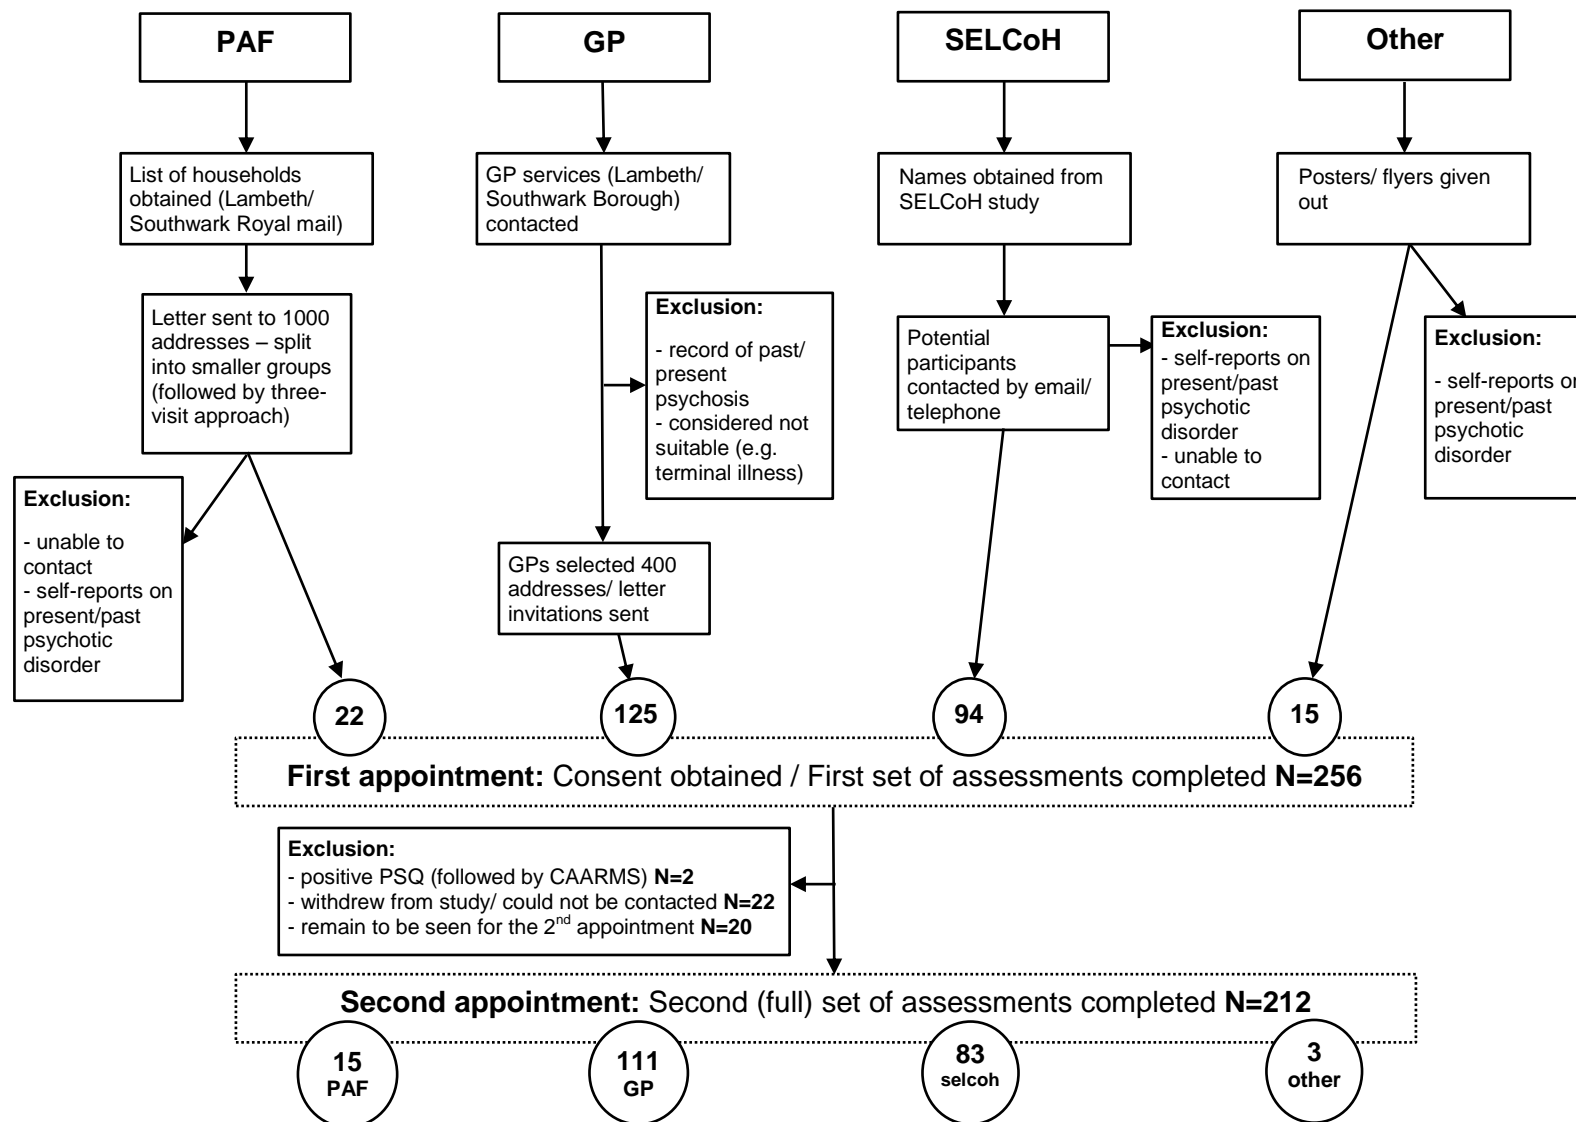 PAF
GP
SELCoH
Other
List of households
obtained (Lambeth/
Southwark Royal mail)
GP services (Lambeth/
Southwark Borough)
contacted
Names obtained from
SELCoH study
Posters/ flyers given
out
Letter sent to 1000
addresses – split
into smaller groups
(followed by three-
visit approach)
Exclusion:
- record of past/
present
psychosis
- considered not
suitable (e.g.
terminal illness)
Potential
participants
contacted by email/
telephone
Exclusion:
- self-reports on
present/past
psychotic
disorder
- unable to
contact
Exclusion:
- self-reports on
present/past
psychotic
disorder
Exclusion:
- unable to
contact
- self-reports on
present/past
psychotic
disorder
GPs selected 400
addresses/ letter
invitations sent
22
125
94
15
First appointment: Consent obtained / First set of assessments completed N=256
Exclusion:
- positive PSQ (followed by CAARMS) N=2
- withdrew from study/ could not be contacted N=22
- remain to be seen for the 2nd appointment N=20
Second appointment: Second (full) set of assessments completed N=212
15
PAF
111
GP
83
selcoh
3
other